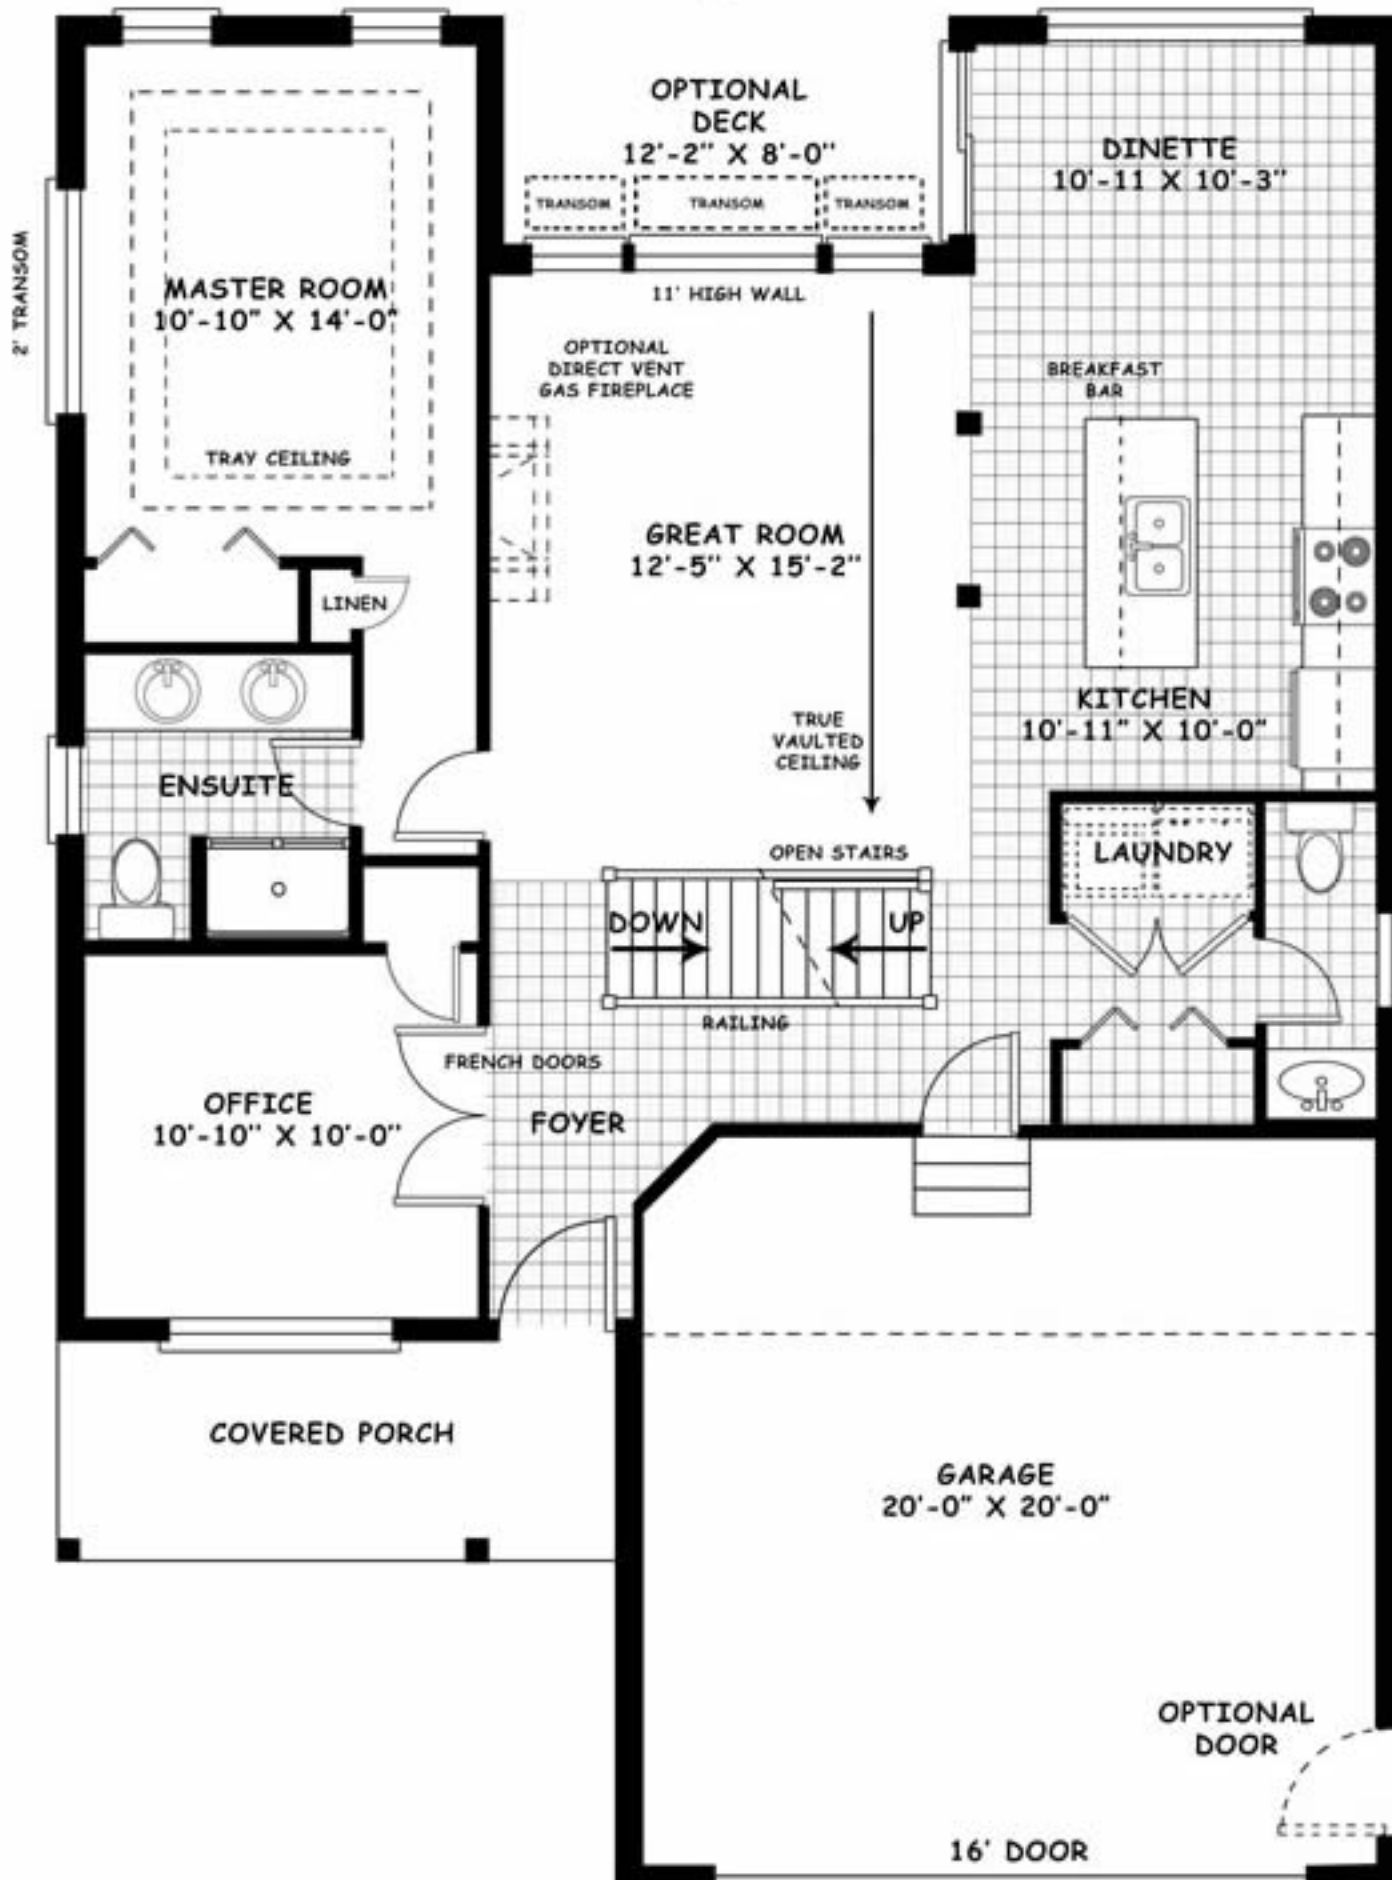 OPTIONAL
DECK
12'-2" X 8'-0"
DINETTE
10'-11 X 10'-3"
TRANSOM
TRANSOM
TRANSOM
2' TRANSOM
MASTER ROOM
10'-10" X 14'-0"
11' HIGH WALL
OPTIONAL
DIRECT VENT
GAS FIREPLACE
BREAKFAST
BAR
TRAY CEILING
GREAT ROOM
12'-5" X 15'-2"
LINEN
KITCHEN
10'-11" X 10'-0"
TRUE
VAULTED
CEILING
ENSUITE
OPEN STAIRS
LAUNDRY
DOWN
UP
RAILING
FRENCH DOORS
OFFICE
10'-10" X 10'-0"
FOYER
COVERED PORCH
GARAGE
20'-0" X 20'-0"
OPTIONAL
DOOR
16' DOOR